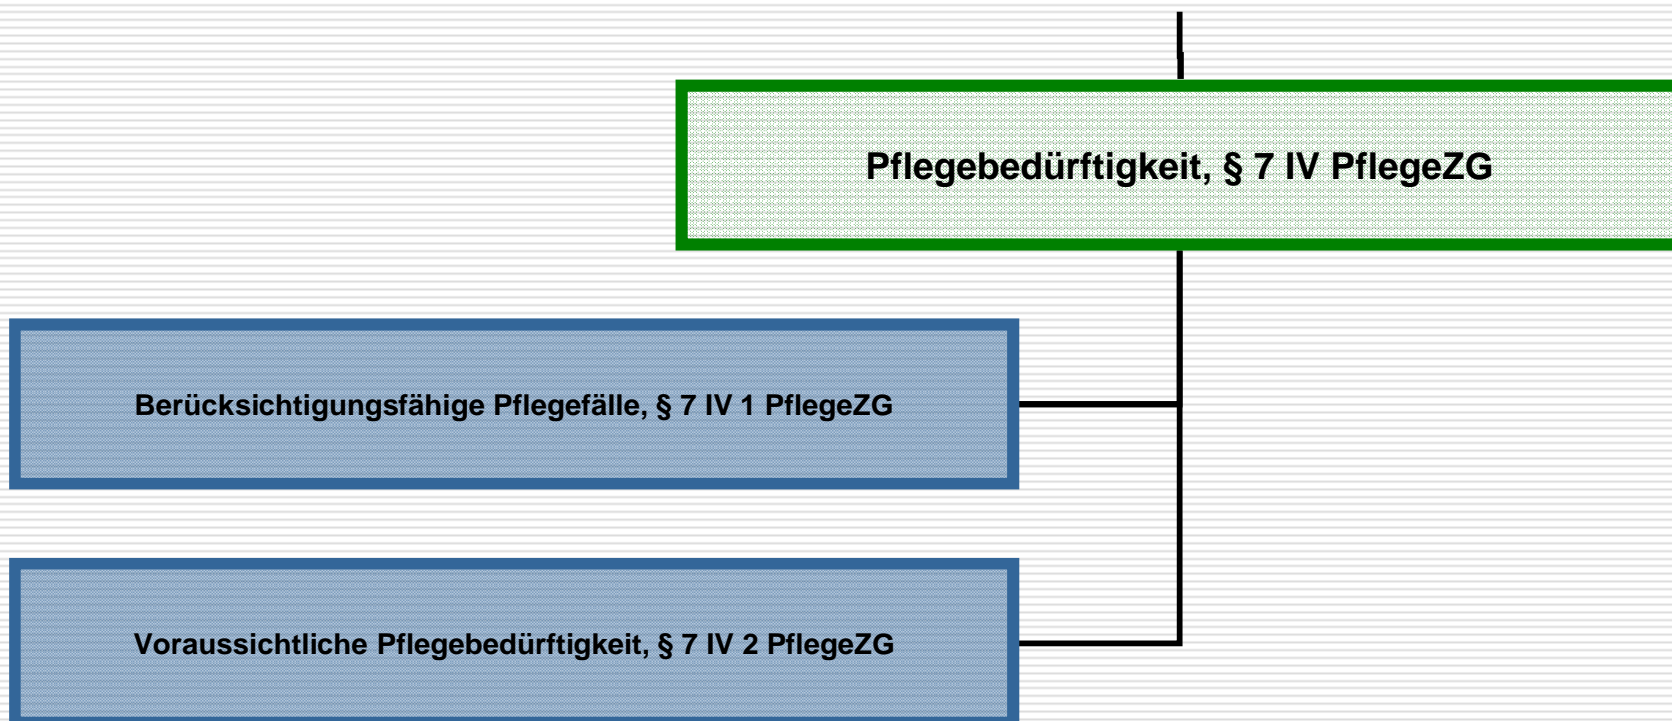 Pflegebedürftigkeit, § 7 IV PflegeZG
Berücksichtigungsfähige Pflegefälle, § 7 IV 1 PflegeZG
Voraussichtliche Pflegebedürftigkeit, § 7 IV 2 PflegeZG